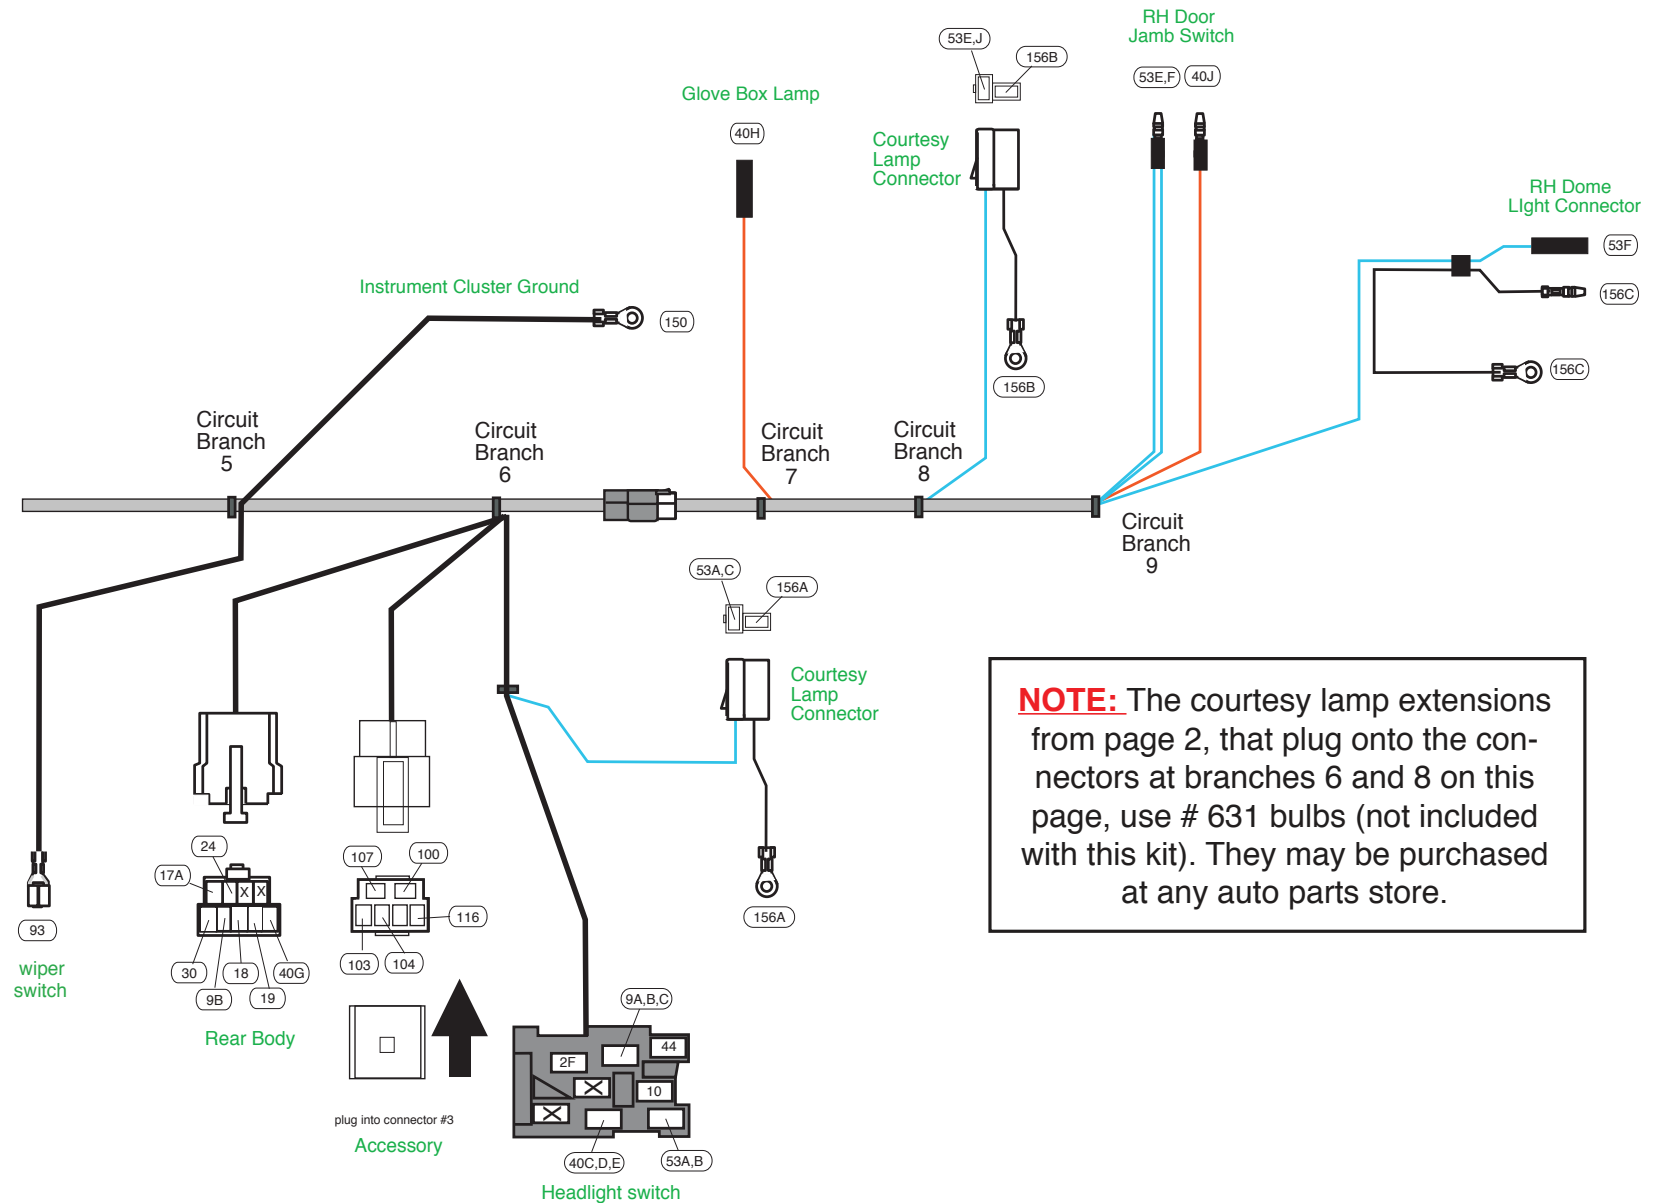 RH Door
Jamb Switch
53E,J
156B
53E,F
40J
Glove Box Lamp
40H
Courtesy
Lamp
Connector
RH Dome
LIght Connector
53F
156C
156C
Instrument Cluster Ground
150
156B
Circuit
Branch
5
Circuit
Branch
6
Circuit
Branch
7
Circuit
Branch
8
Circuit
Branch
9
53A,C
156A
Courtesy
Lamp
Connector
156A
NOTE: The courtesy lamp extensions
from page 2, that plug onto the con-
nectors at branches 6 and 8 on this
page, use # 631 bulbs (not included
with this kit). They may be purchased
at any auto parts store.
93
wiper
switch
24
17A
X
X
30
9B
18
19
40G
Rear Body
107
100
116
103
104
plug into connector #3
Accessory
9A,B,C
44
2F
X
10
X
40C,D,E
53A,B
Headlight switch